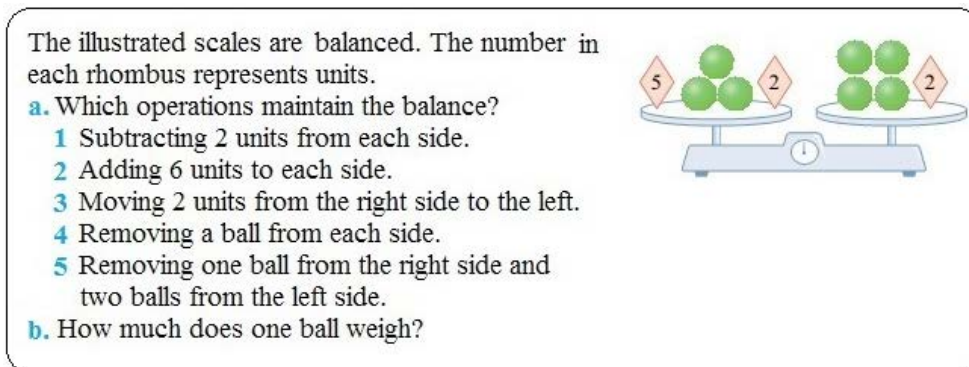 The illustrated scales are balanced. The number in
each rhombus represents units.
a. Which operations maintain the balance?
1 Subtracting 2 units from each side.
2 Adding 6 units to each side.
3 Moving 2 units from the right side to the left.
4 Removing a ball from each side.
5 Removing one ball from the right side and
two balls from the left side.
b. How much does one ball weigh?
5 2 2